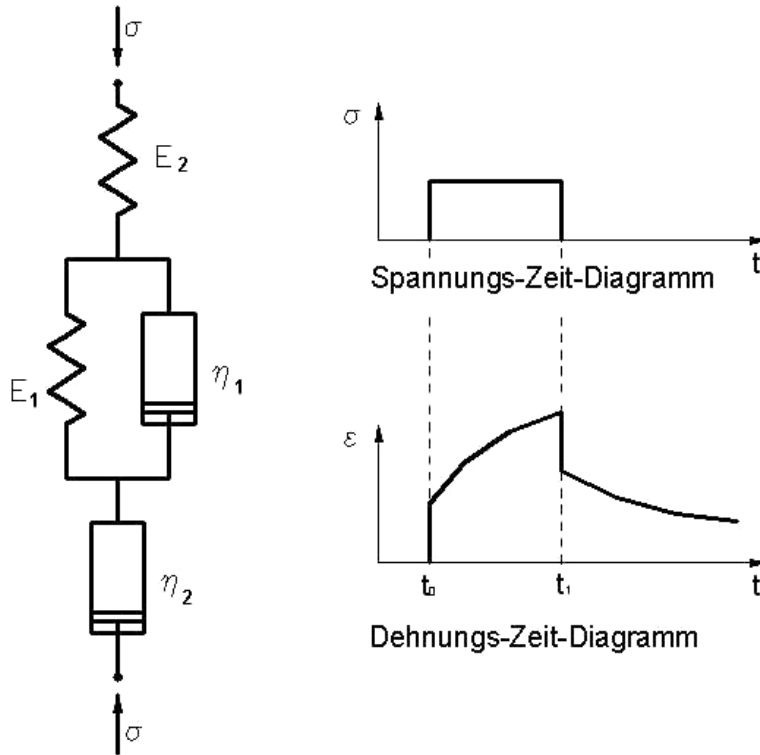 σ
E₂
E₁
η₁
η₂
σ
σ
t
Spannungs-Zeit-Diagramm
ε
t₀
t₁
t
Dehnungs-Zeit-Diagramm